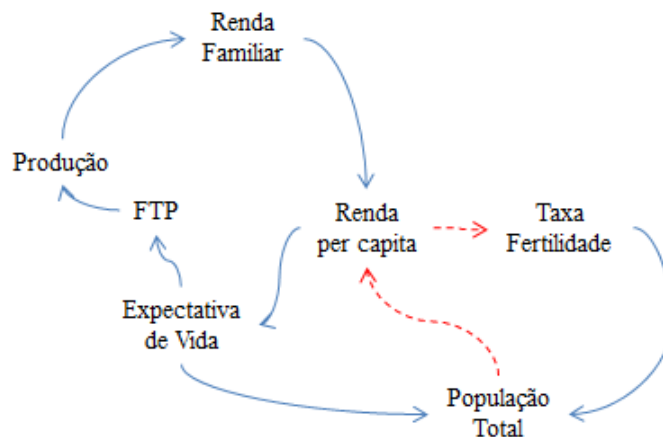 Renda
Familiar
Produção
FTP
Renda
per capita
Taxa
Fertilidade
Expectativa
de Vida
População
Total